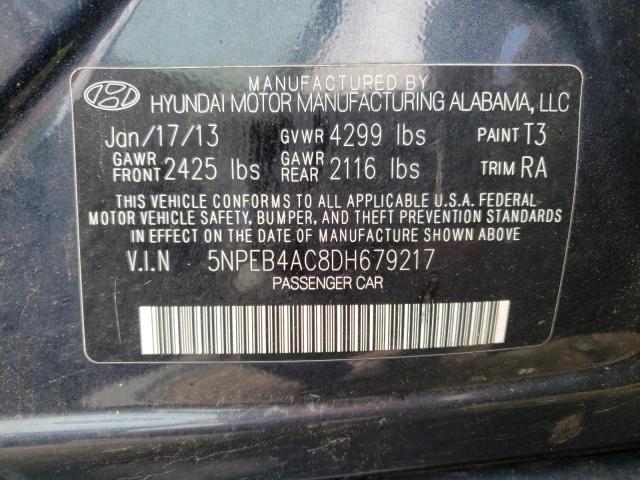 MANUFACTURED BY
HYUNDAI MOTOR MANUFACTURING ALABAMA, LLC
Jan/17/13 GVWR 4299 lbs PAINT T3
GAWR FRONT 2425 lbs GAWR REAR 2116 lbs TRIM RA
THIS VEHICLE CONFORMS TO ALL APPLICABLE U.S.A. FEDERAL
MOTOR VEHICLE SAFETY, BUMPER, AND THEFT PREVENTION STANDARDS
IN EFFECT ON THE DATE OF MANUFACTURE SHOWN ABOVE
V.I.N 5NPEB4AC8DH679217
PASSENGER CAR